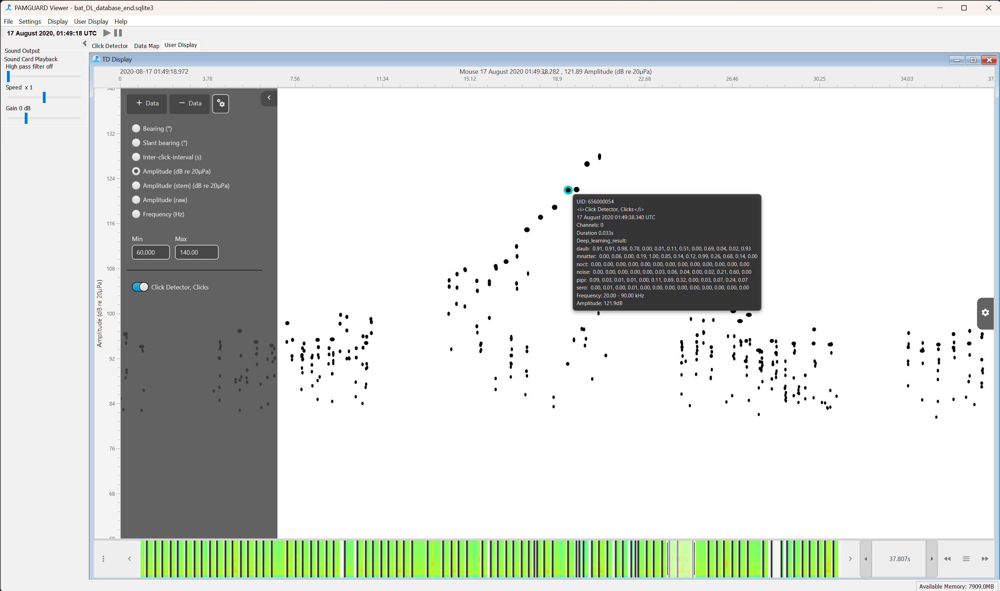 PAMGUARD Viewer - bat_DL_database_end.sqlite3
File Settings Display User Display Help
17 August 2020, 01:49:18 UTC
Click Detector Data Map User Display
Sound Output
Sound Card Playback
High pass filter off
Speed x 1
Gain 0 dB
TD Display
2020-08-17 01:49:18.972
Mouse 17 August 2020 01:49:38.282 , 121.89 Amplitude (dB re 20µPa)
0 3.78 7.56 11.34 15.12 18.9 22.68 26.46 30.25 34.03 37.
140
132
124
116
108
100
92
84
76
68
60
Amplitude (dB re 20µPa)
+ Data
− Data
Bearing (°)
Slant bearing (°)
Inter-click-interval (s)
Amplitude (dB re 20µPa)
Amplitude (stem) (dB re 20µPa)
Amplitude (raw)
Frequency (Hz)
Min Max
60.000 140.00
Click Detector, Clicks
UID: 656000054
<i>Click Detector, Clicks</i>
17 August 2020 01:49:38.340 UTC
Channels: 0
Duration 0.033s
Deep_learning_result:
daub: 0.91, 0.91, 0.98, 0.78, 0.00, 0.01, 0.11, 0.51, 0.00, 0.69, 0.04, 0.02, 0.93
mnatter: 0.00, 0.06, 0.00, 0.19, 1.00, 0.85, 0.14, 0.12, 0.99, 0.26, 0.68, 0.14, 0.00
noct: 0.00, 0.00, 0.00, 0.00, 0.00, 0.00, 0.00, 0.00, 0.00, 0.00, 0.00, 0.00, 0.00
noise: 0.00, 0.00, 0.00, 0.00, 0.00, 0.03, 0.06, 0.04, 0.00, 0.02, 0.21, 0.60, 0.00
pipi: 0.09, 0.03, 0.01, 0.01, 0.00, 0.11, 0.69, 0.32, 0.00, 0.03, 0.07, 0.24, 0.07
sero: 0.00, 0.01, 0.00, 0.01, 0.00, 0.00, 0.00, 0.00, 0.00, 0.00, 0.00, 0.00, 0.00
Frequency: 20.00 - 90.00 kHz
Amplitude: 121.9dB
37.807s
37.807s
Available Memory: 7909.0MB